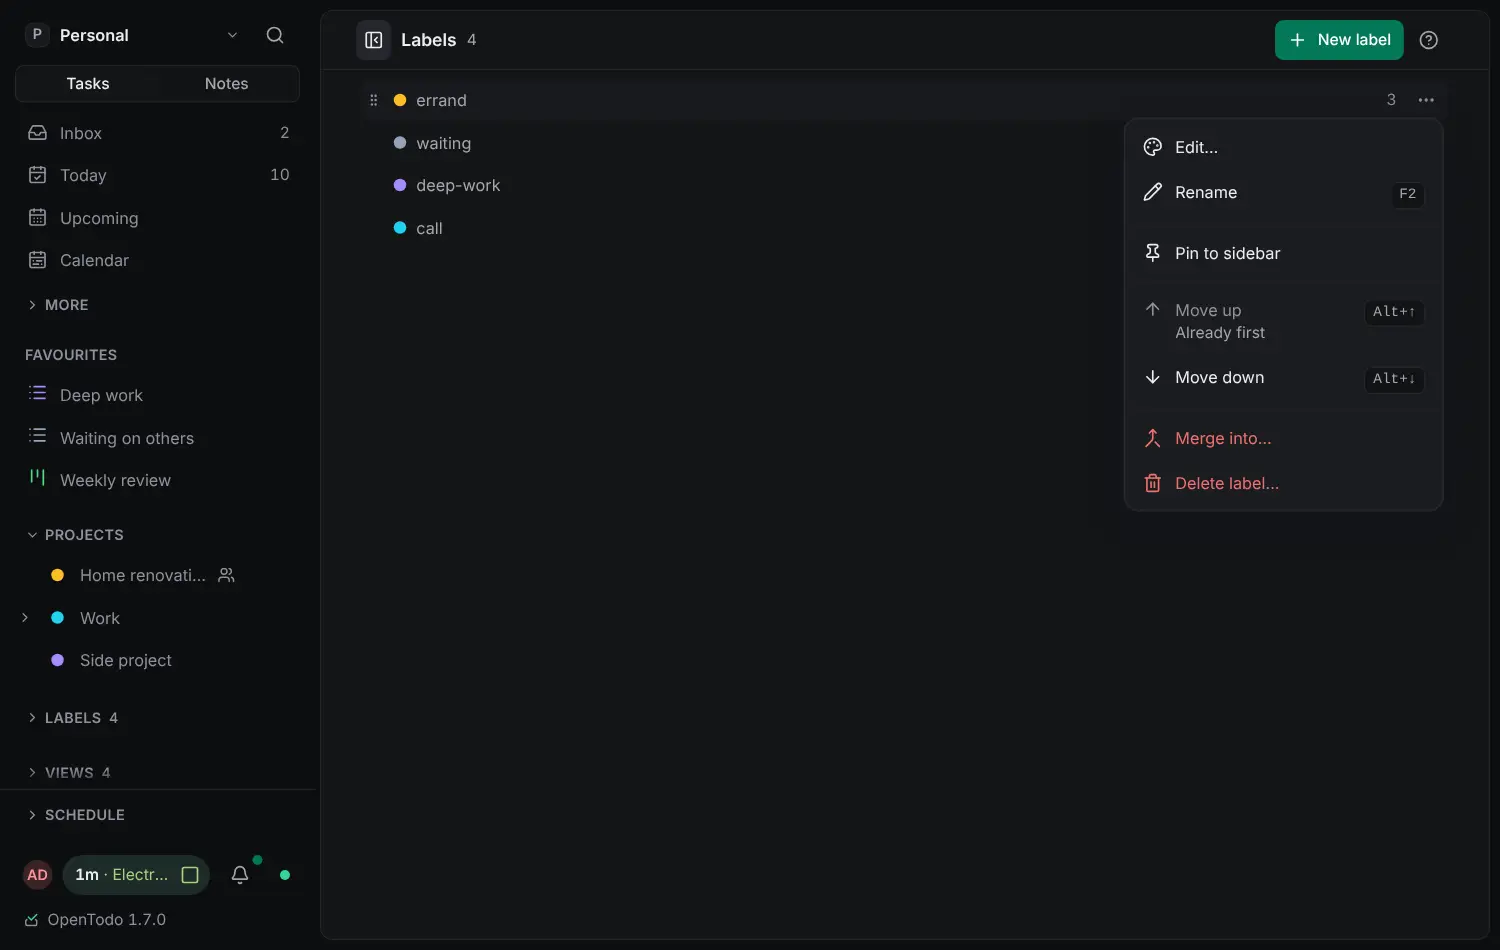 P Personal
Tasks Notes
Inbox 2
Today 10
Upcoming
Calendar
MORE
FAVOURITES
Deep work
Waiting on others
Weekly review
PROJECTS
Home renovati...
Work
Side project
LABELS 4
VIEWS 4
SCHEDULE
AD 1m · Electr...
OpenTodo 1.7.0
Labels 4
New label
errand 3
waiting
deep-work
call
Edit...
Rename F2
Pin to sidebar
Move up Alt+↑
Already first
Move down Alt+↓
Merge into...
Delete label...